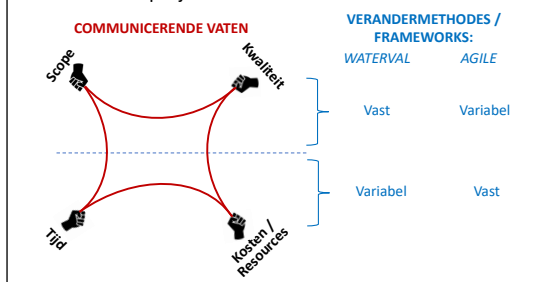 COMMUNICERENDE VATEN
VERANDERMETHODES /
FRAMEWORKS:
WATERVAL AGILE
Scope
Kwaliteit
Vast Variabel
Variabel Vast
Tijd
Kosten /
Resources